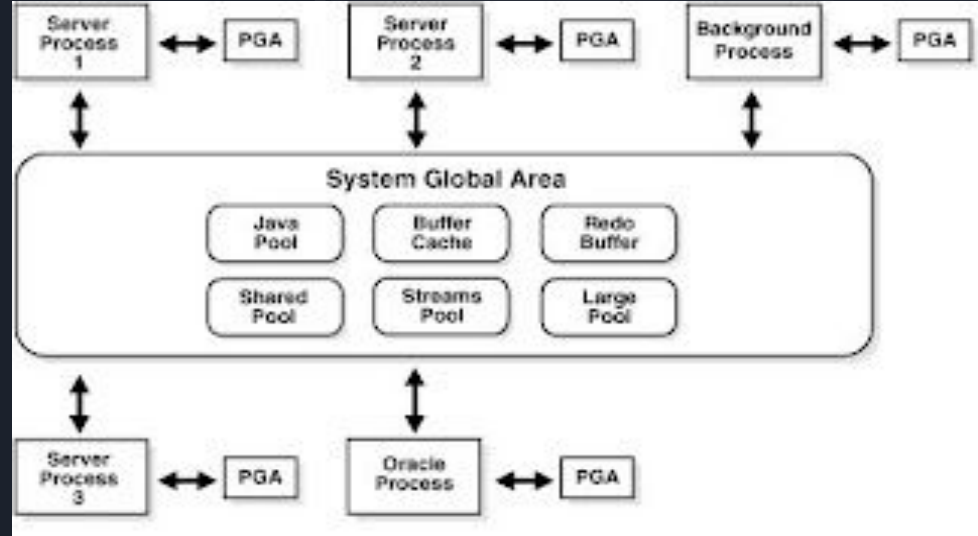 Server
Process
1
PGA
Server
Process
2
PGA
Background
Process
PGA
System Global Area
Java
Pool
Buffer
Cache
Redo
Buffer
Shared
Pool
Streams
Pool
Large
Pool
Server
Process
3
PGA
Oracle
Process
PGA